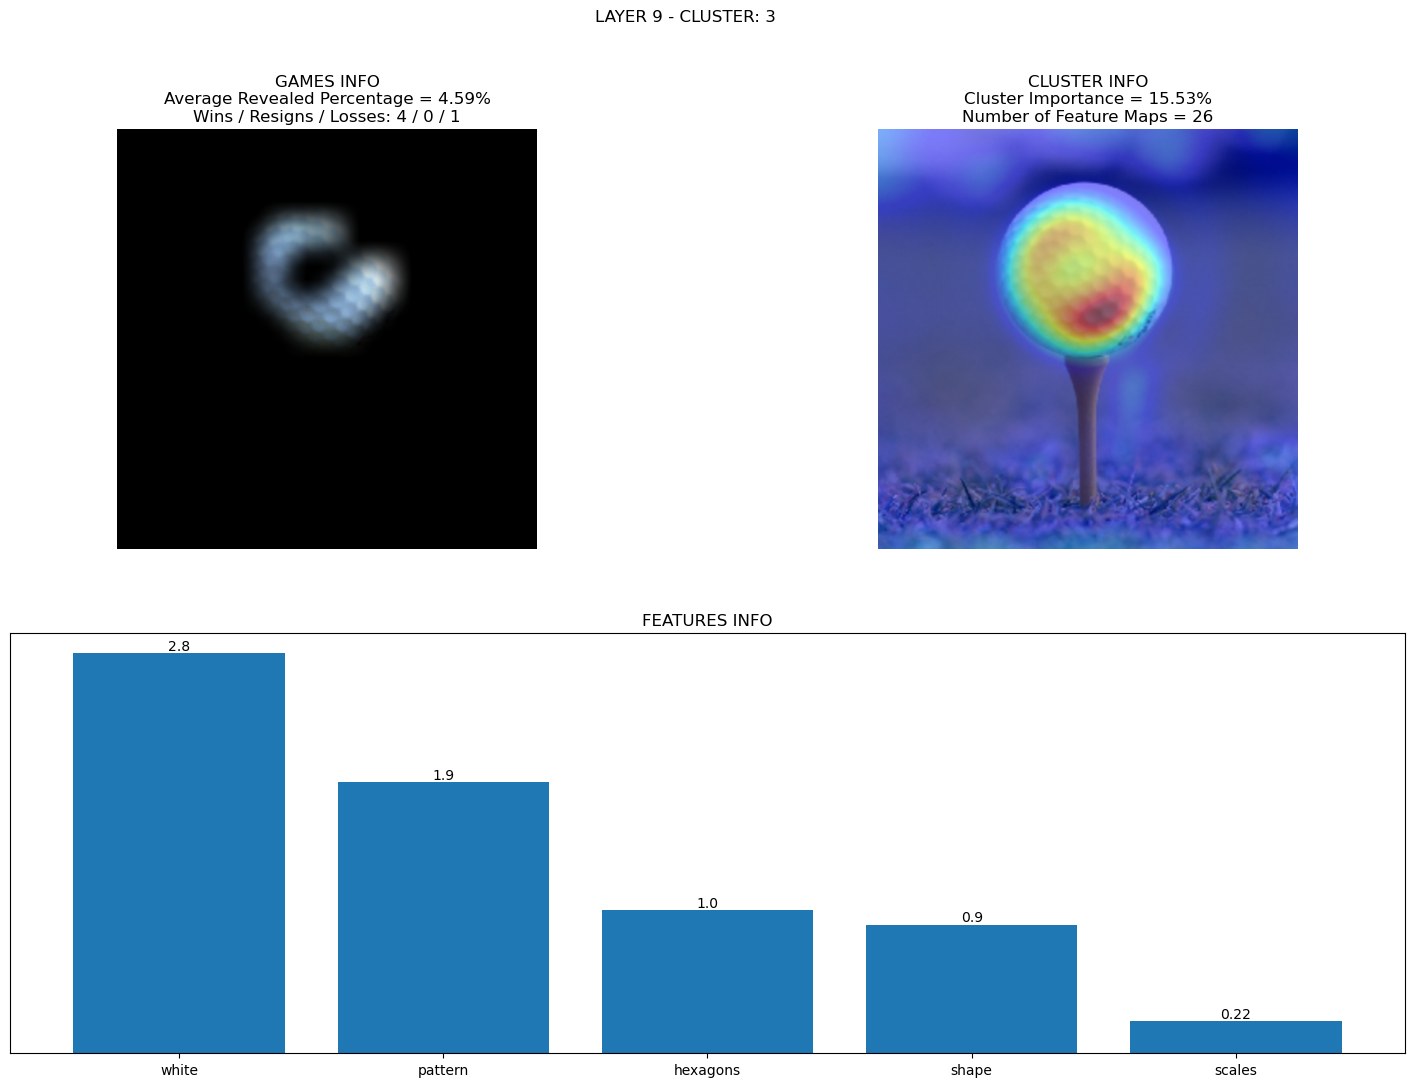 LAYER 9 - CLUSTER: 3
GAMES INFO
Average Revealed Percentage = 4.59%
Wins / Resigns / Losses: 4 / 0 / 1
CLUSTER INFO
Cluster Importance = 15.53%
Number of Feature Maps = 26
FEATURES INFO
2.8
1.9
1.0
0.9
0.22
white
pattern
hexagons
shape
scales